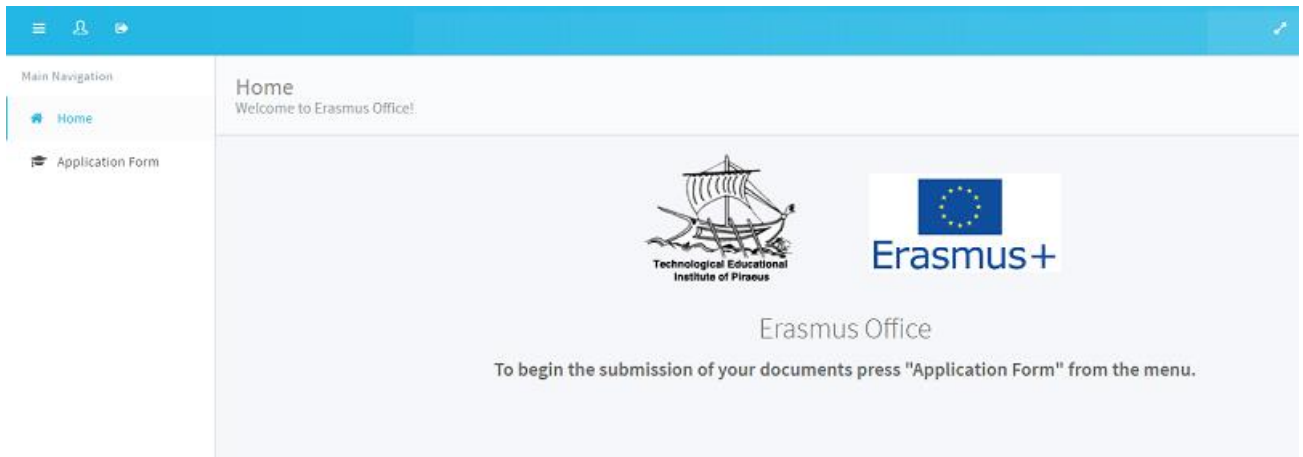 Main Navigation
Home
Application Form
Home
Welcome to Erasmus Office!
Technological Educational
Institute of Piraeus
Erasmus+
Erasmus Office
To begin the submission of your documents press "Application Form" from the menu.